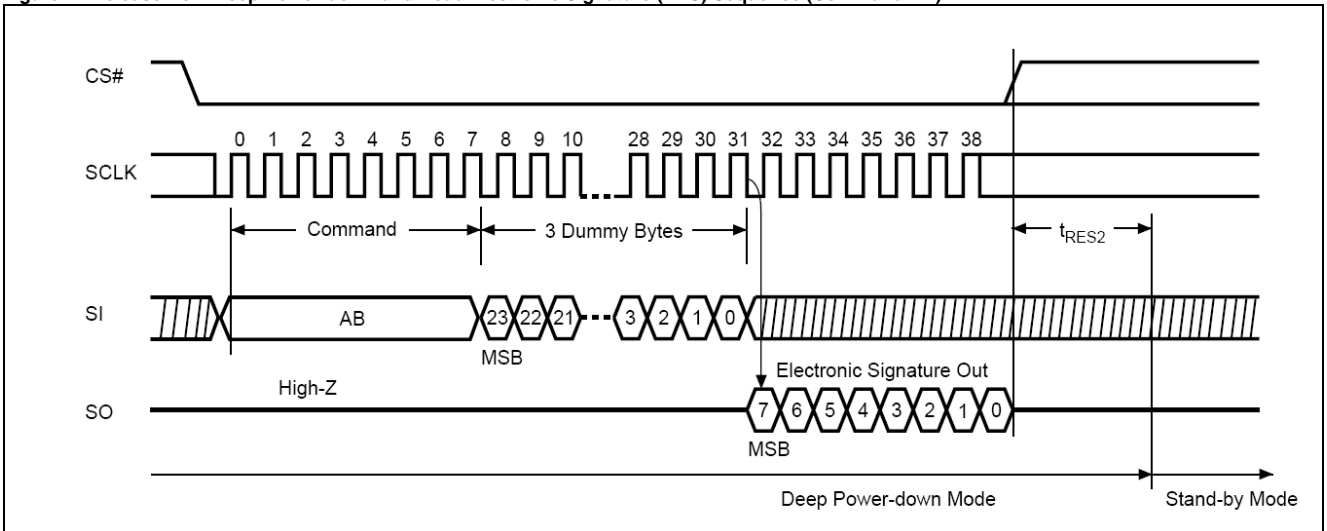 CS#
0 1 2 3 4 5 6 7 8 9 10 28 29 30 31 32 33 34 35 36 37 38
SCLK
Command 3 Dummy Bytes tRES2
SI AB 23 22 21 3 2 1 0
MSB
High-Z Electronic Signature Out
SO 7 6 5 4 3 2 1 0
MSB
Deep Power-down Mode Stand-by Mode